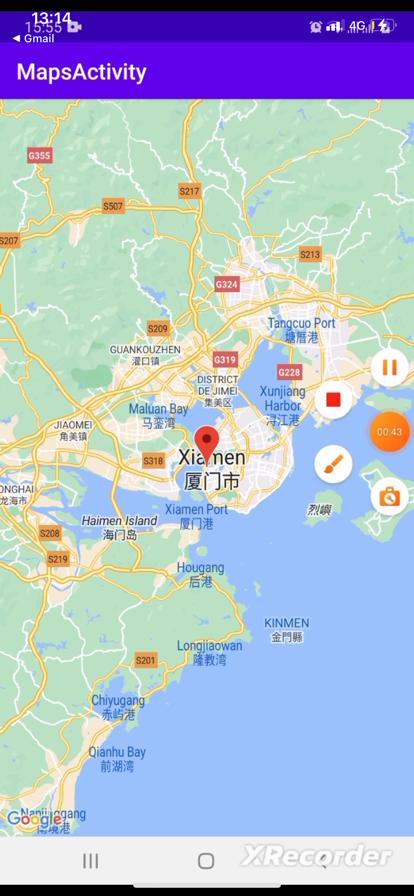 13:14
15:55
4G
◀ Gmail
MapsActivity
G355
S217
S507
S207
S213
G324
Tangcuo Port
塘厝港
S209
GUANKOUZHEN
灌口镇
G319
G228
DISTRICT
DE JIMEI
集美区
Xunjiang
Harbor
浔江港
Maluan Bay
马銮湾
JIAOMEI
角美镇
00:43
S318
Xiamen
厦门市
ONGHAI
龙海市
Xiamen Port
厦门港
烈嶼
Haimen Island
海门岛
S208
S219
Hougang
后港
KINMEN
金門縣
Longjiaowan
隆教湾
S201
Chiyugang
赤屿港
Qianhu Bay
前湖湾
Google
XRecorder